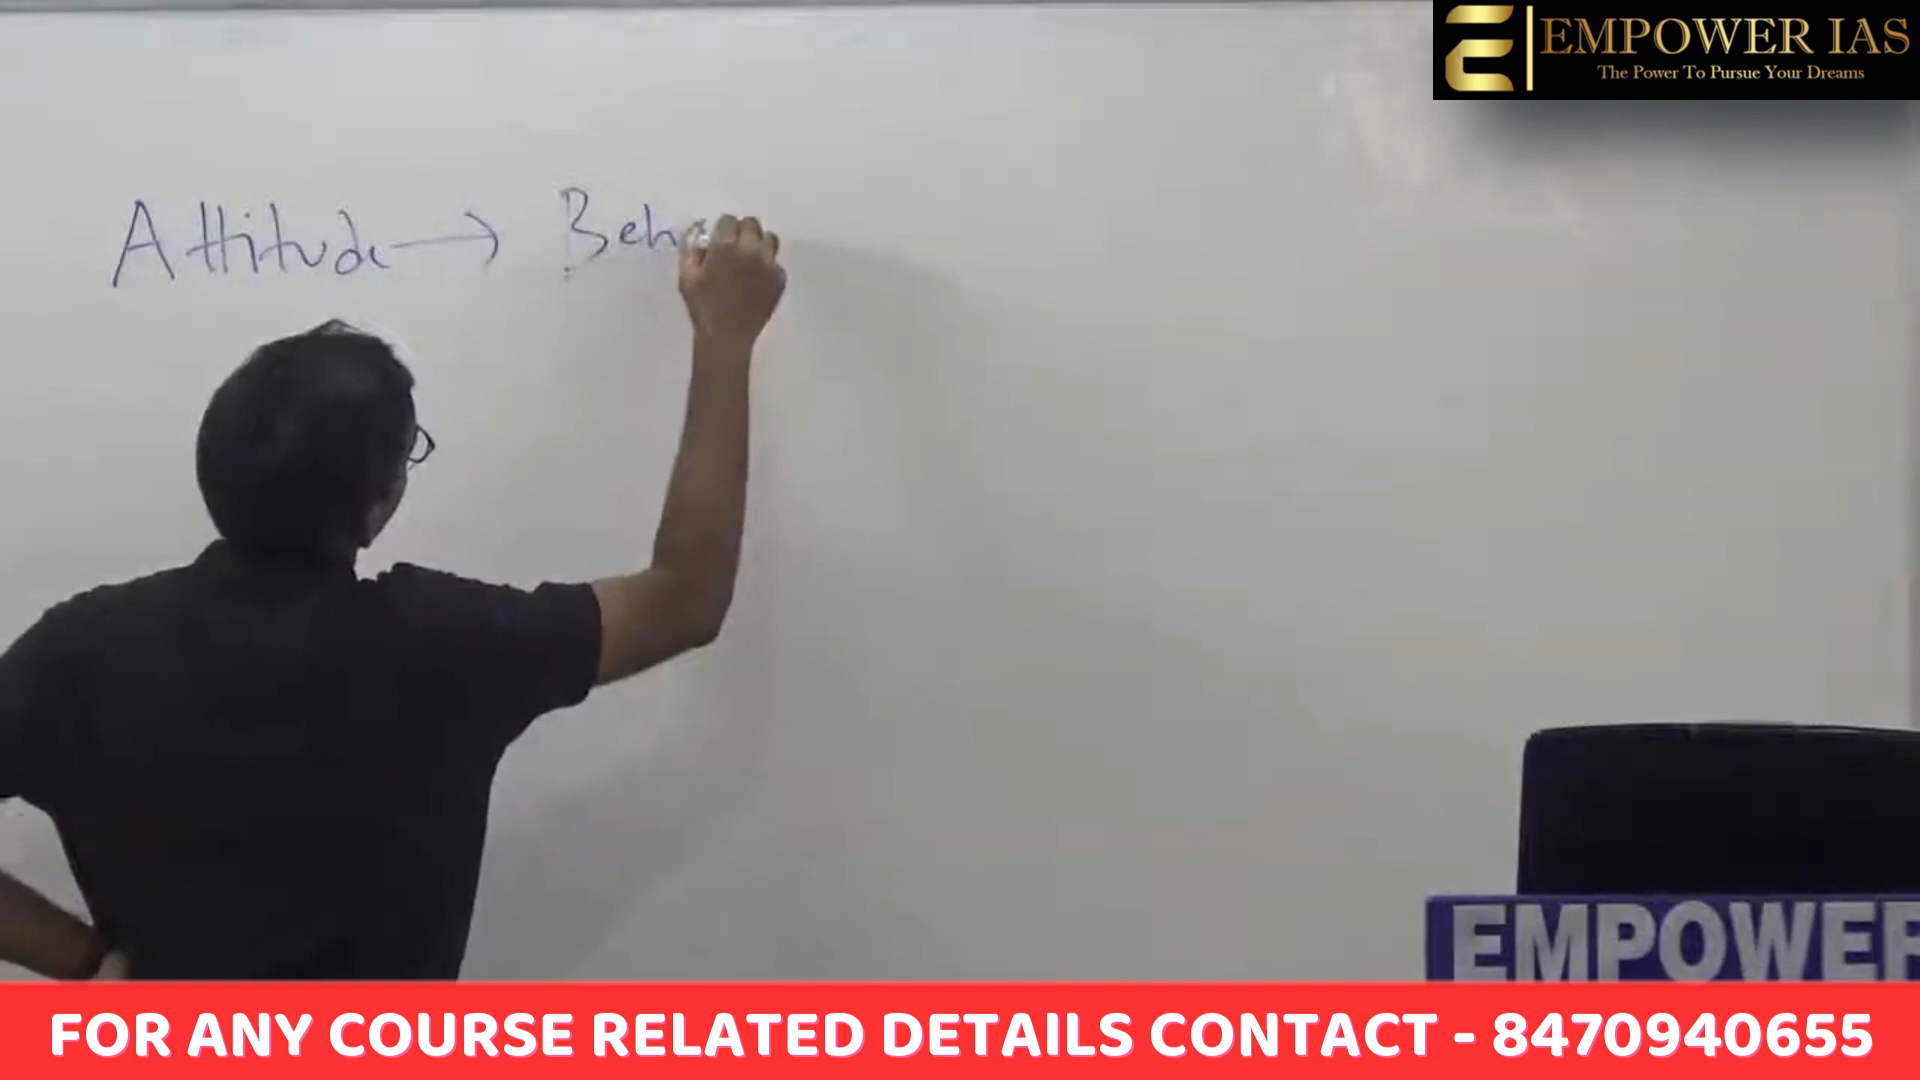 EMPOWER IAS
The Power To Pursue Your Dreams
Attitude → Beh
EMPOWER
FOR ANY COURSE RELATED DETAILS CONTACT - 8470940655